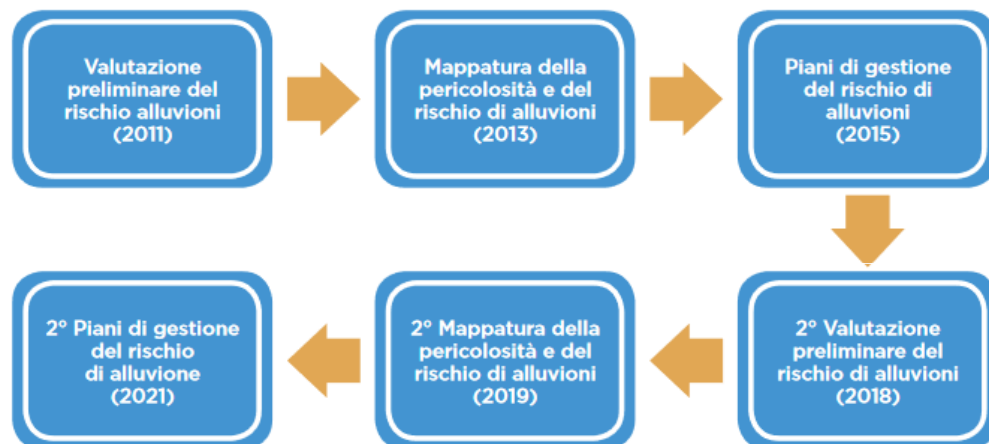 Valutazione
preliminare del
rischio alluvioni
(2011)
Mappatura della
pericolosità e del
rischio di alluvioni
(2013)
Piani di gestione
del rischio di
alluvioni
(2015)
2° Valutazione
preliminare del
rischio di alluvioni
(2018)
2° Mappatura della
pericolosità e del
rischio di alluvioni
(2019)
2° Piani di gestione
del rischio
di alluvione
(2021)